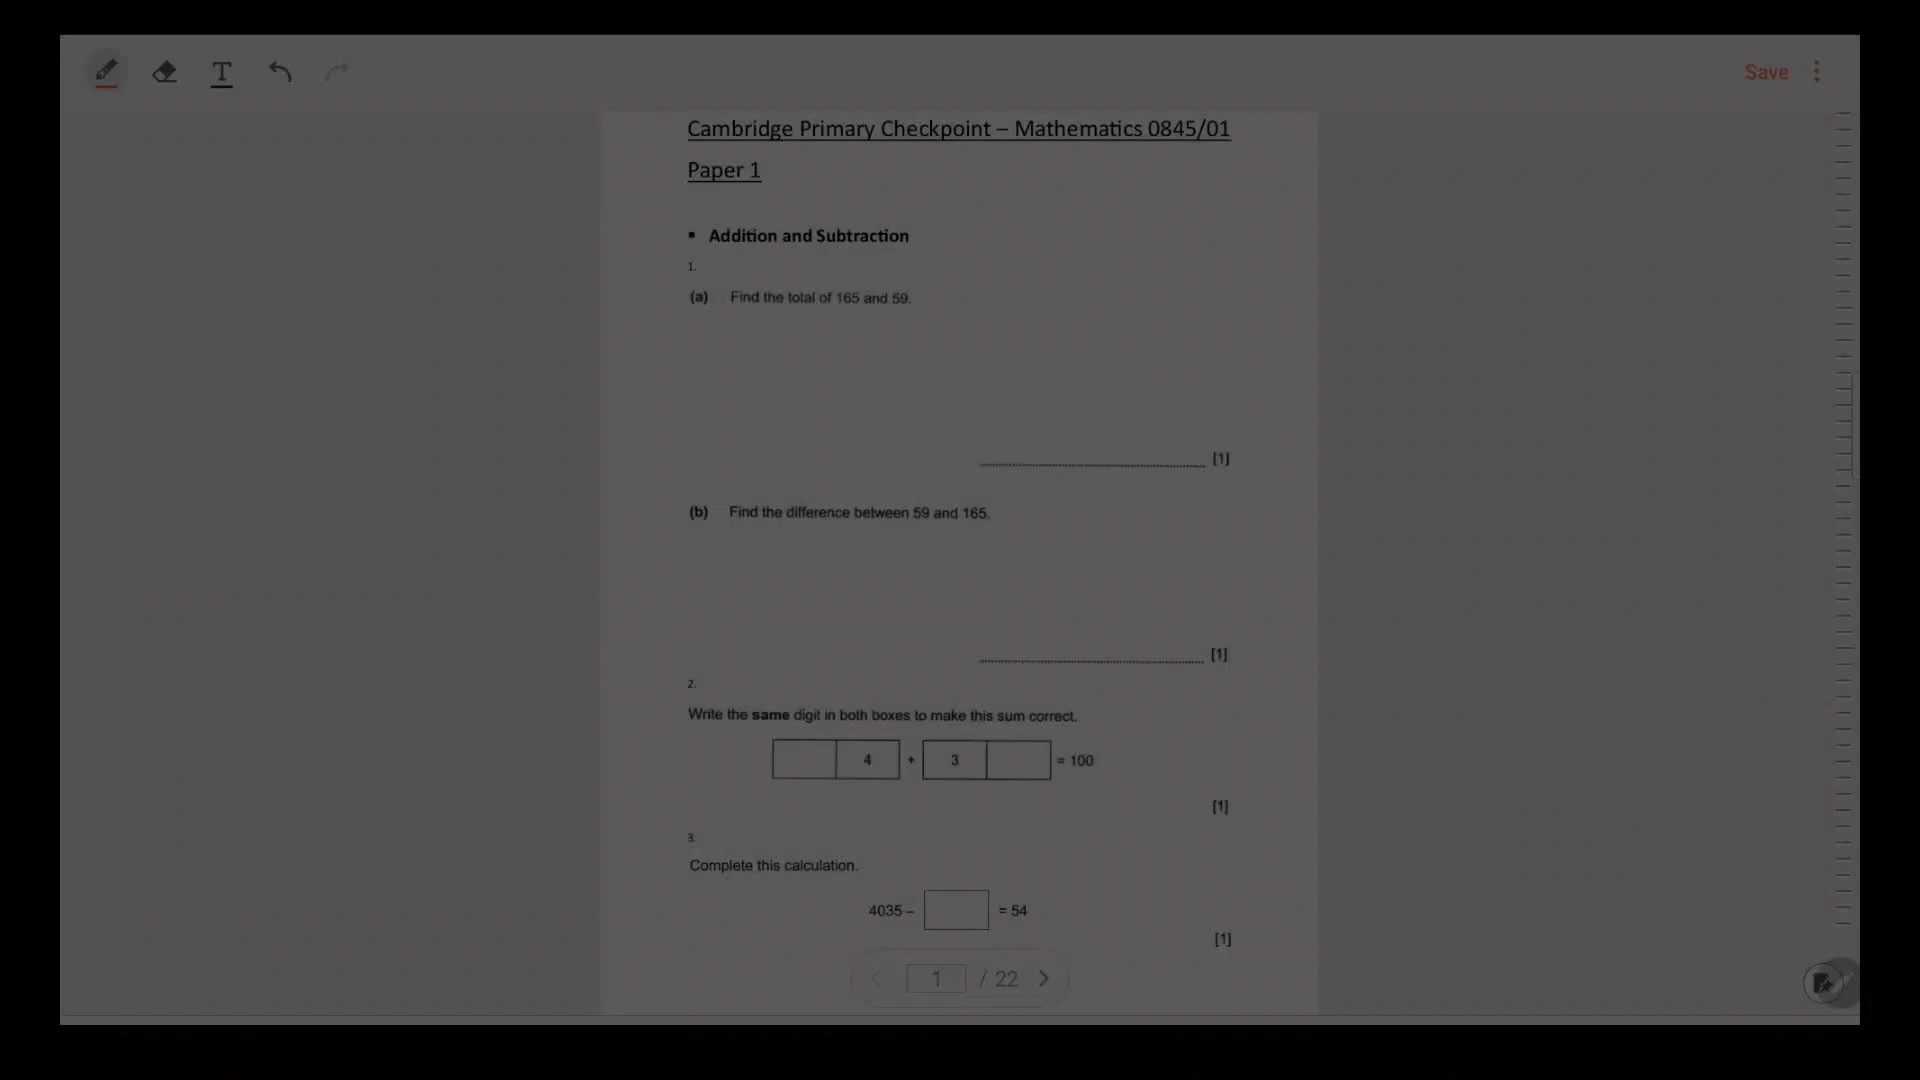 T
Save
Cambridge Primary Checkpoint – Mathematics 0845/01
Paper 1
▪ Addition and Subtraction
1.
(a) Find the total of 165 and 59.
[1]
(b) Find the difference between 59 and 165.
[1]
2.
Write the same digit in both boxes to make this sum correct.
4 + 3 = 100
[1]
3.
Complete this calculation.
4035 – = 54
[1]
1 / 22